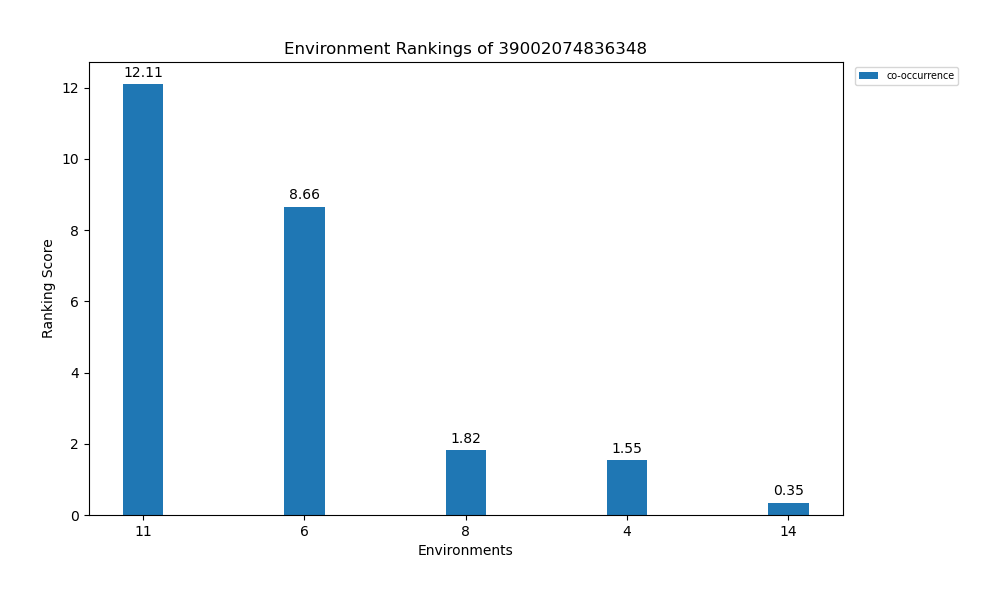 Environment Rankings of 39002074836348
co-occurrence
12.11
8.66
1.82
1.55
0.35
Ranking Score
12
10
8
6
4
2
0
11 6 8 4 14
Environments